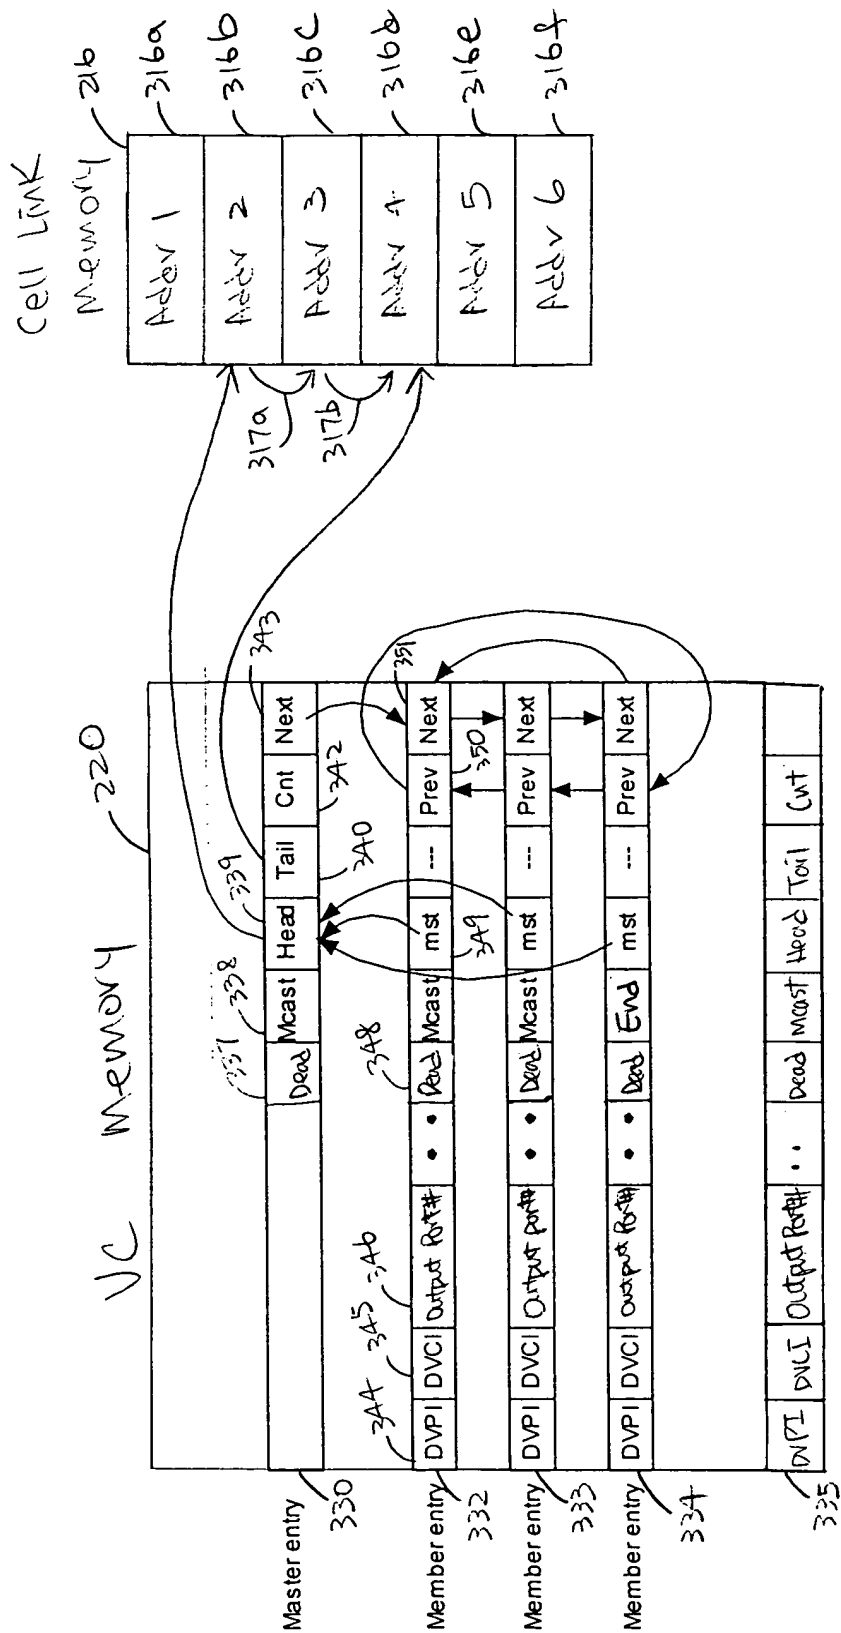 VC Memory
220
Cell Link
Memory
216
Addr 1
316a
Addr 2
316b
Addr 3
316c
Addr 4
316d
Addr 5
316e
Addr 6
316f
317a
317b
337
338
339
340
342
343
Master entry
330
Dead Mcast Head Tail Cnt Next
344
345
346
348
349
350
351
Member entry
332
DVPI DVCI Output Port# • • Dead Mcast mst --- Prev Next
Member entry
333
DVPI DVCI Output port# • • Dead Mcast mst --- Prev Next
Member entry
334
DVPI DVCI Output Port# • • Dead End mst --- Prev Next
335
DVPI DVCI Output Port# • • Dead Mcast Head Tail Cnt